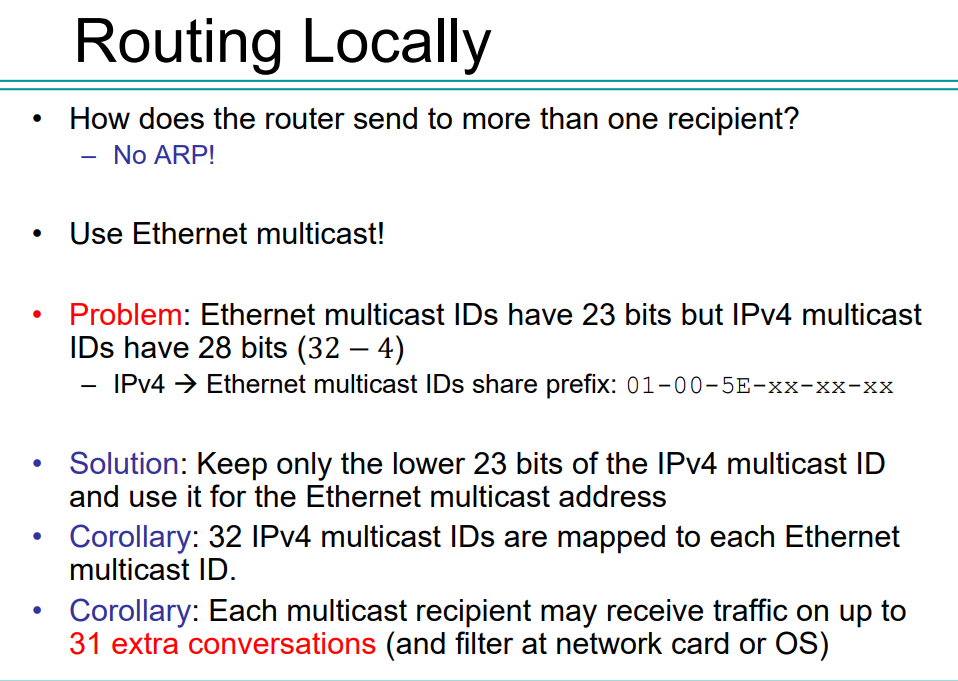 Routing Locally
• How does the router send to more than one recipient?
– No ARP!
• Use Ethernet multicast!
• Problem: Ethernet multicast IDs have 23 bits but IPv4 multicast
IDs have 28 bits (32 − 4)
– IPv4 → Ethernet multicast IDs share prefix: 01-00-5E-xx-xx-xx
• Solution: Keep only the lower 23 bits of the IPv4 multicast ID
and use it for the Ethernet multicast address
• Corollary: 32 IPv4 multicast IDs are mapped to each Ethernet
multicast ID.
• Corollary: Each multicast recipient may receive traffic on up to
31 extra conversations (and filter at network card or OS)